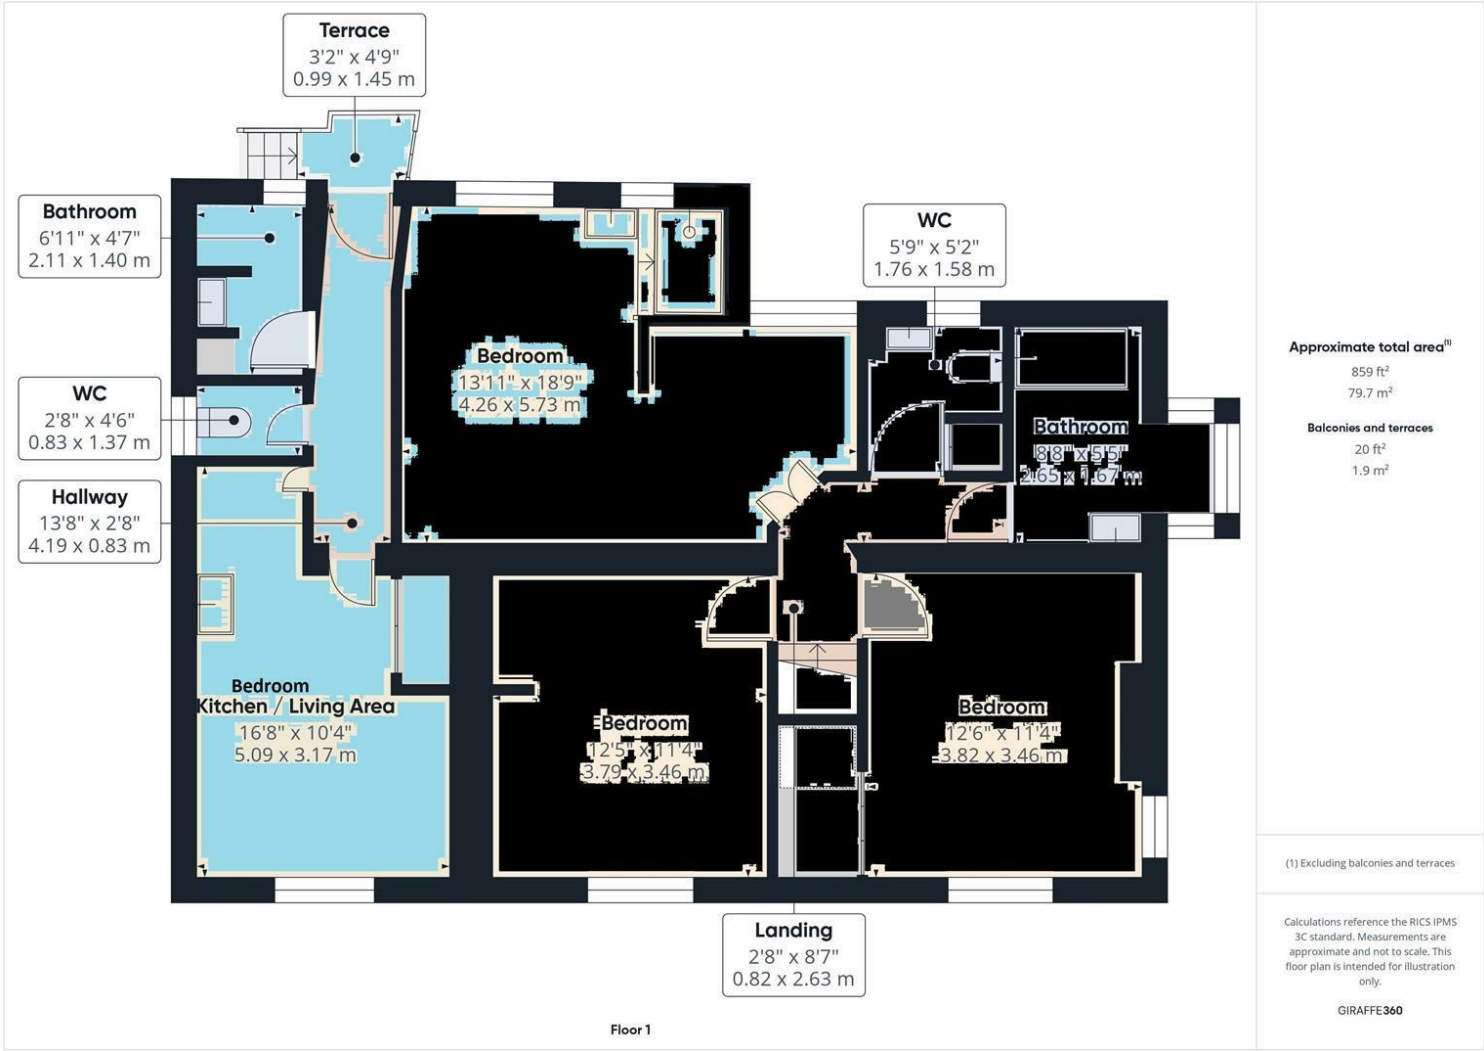 Terrace
3'2" x 4'9"
0.99 x 1.45 m
Bathroom
6'11" x 4'7"
2.11 x 1.40 m
WC
5'9" x 5'2"
1.76 x 1.58 m
Bedroom
13'11" x 18'9"
4.26 x 5.73 m
WC
2'8" x 4'6"
0.83 x 1.37 m
Bathroom
8'8" x 5'5"
2.65 x 1.67 m
Hallway
13'8" x 2'8"
4.19 x 0.83 m
Bedroom
Kitchen / Living Area
16'8" x 10'4"
5.09 x 3.17 m
Bedroom
12'5" x 11'4"
3.79 x 3.46 m
Bedroom
12'6" x 11'4"
3.82 x 3.46 m
Landing
2'8" x 8'7"
0.82 x 2.63 m
Floor 1
Approximate total area(1)
859 ft²
79.7 m²
Balconies and terraces
20 ft²
1.9 m²
(1) Excluding balconies and terraces
Calculations reference the RICS IPMS
3C standard. Measurements are
approximate and not to scale. This
floor plan is intended for illustration
only.
GIRAFFE360